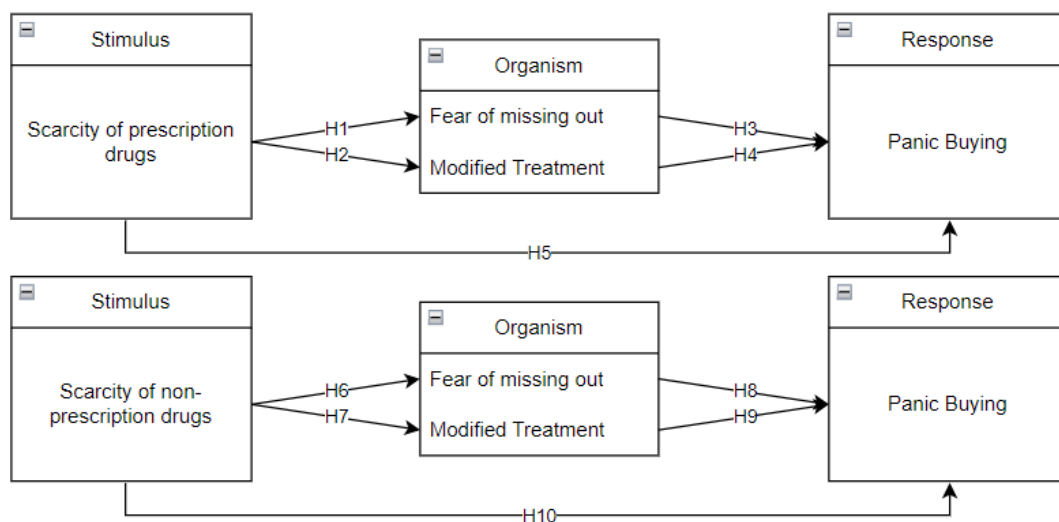 Stimulus
Organism
Response
Scarcity of prescription
drugs
H1
H2
Fear of missing out
Modified Treatment
H3
H4
Panic Buying
H5
Stimulus
Organism
Response
Scarcity of non-
prescription drugs
H6
H7
Fear of missing out
Modified Treatment
H8
H9
Panic Buying
H10